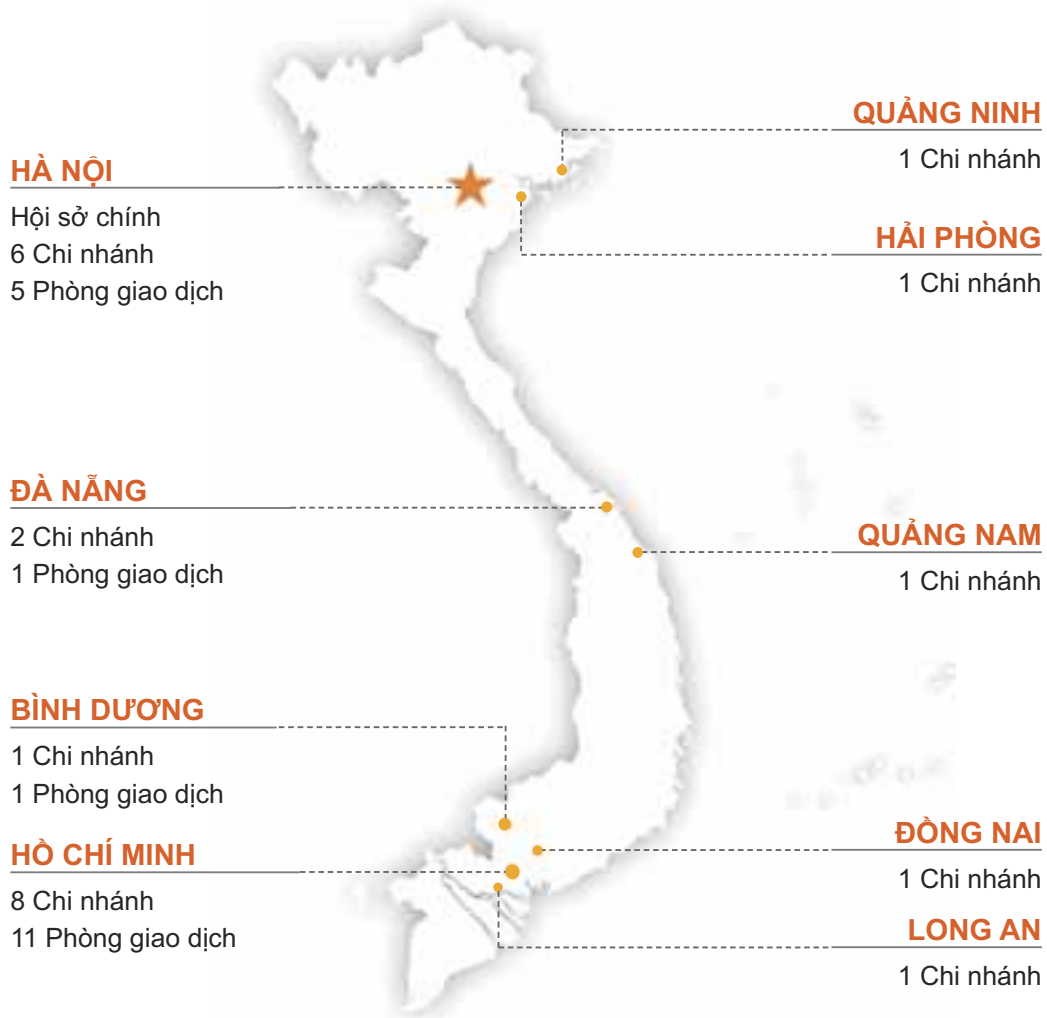 HÀ NỘI
Hội sở chính
6 Chi nhánh
5 Phòng giao dịch
ĐÀ NẴNG
2 Chi nhánh
1 Phòng giao dịch
BÌNH DƯƠNG
1 Chi nhánh
1 Phòng giao dịch
HỒ CHÍ MINH
8 Chi nhánh
11 Phòng giao dịch
QUẢNG NINH
1 Chi nhánh
HẢI PHÒNG
1 Chi nhánh
QUẢNG NAM
1 Chi nhánh
ĐỒNG NAI
1 Chi nhánh
LONG AN
1 Chi nhánh